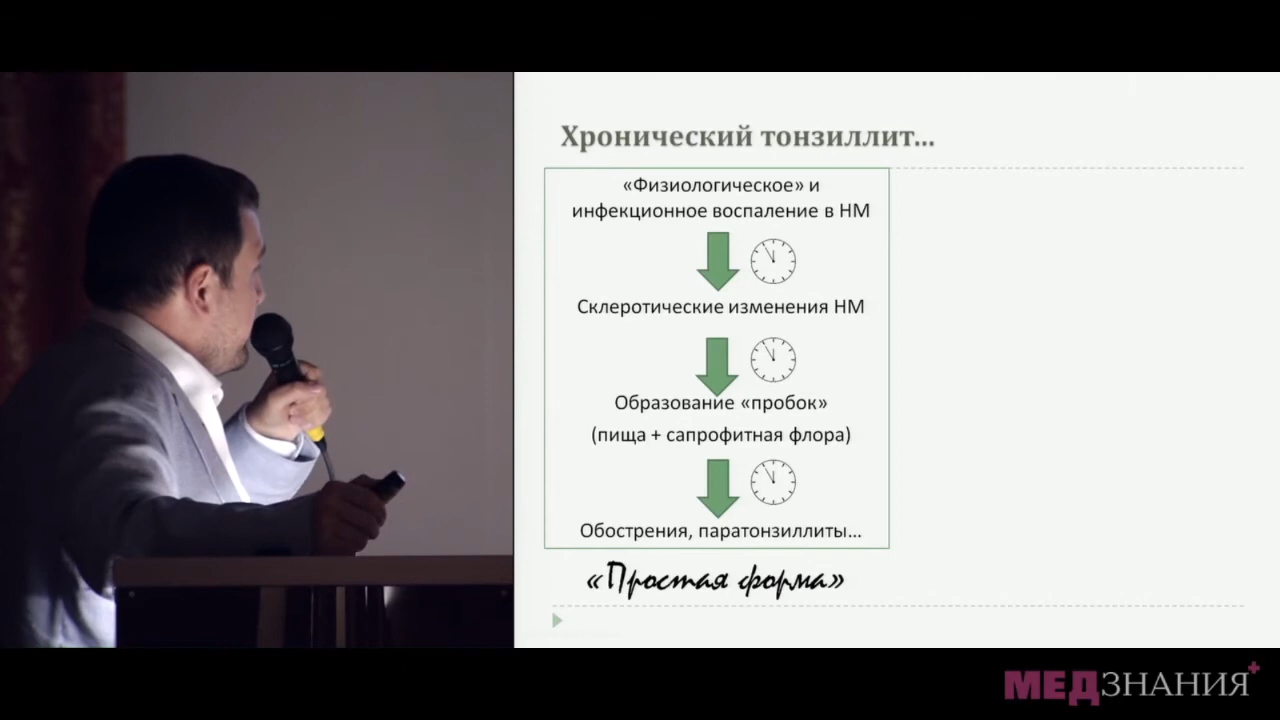 Хронический тонзиллит...
«Физиологическое» и
инфекционное воспаление в НМ
Склеротические изменения НМ
Образование «пробок»
(пища + сапрофитная флора)
Обострения, паратонзиллиты...
«Простая форма»
МЕДЗНАНИЯ+